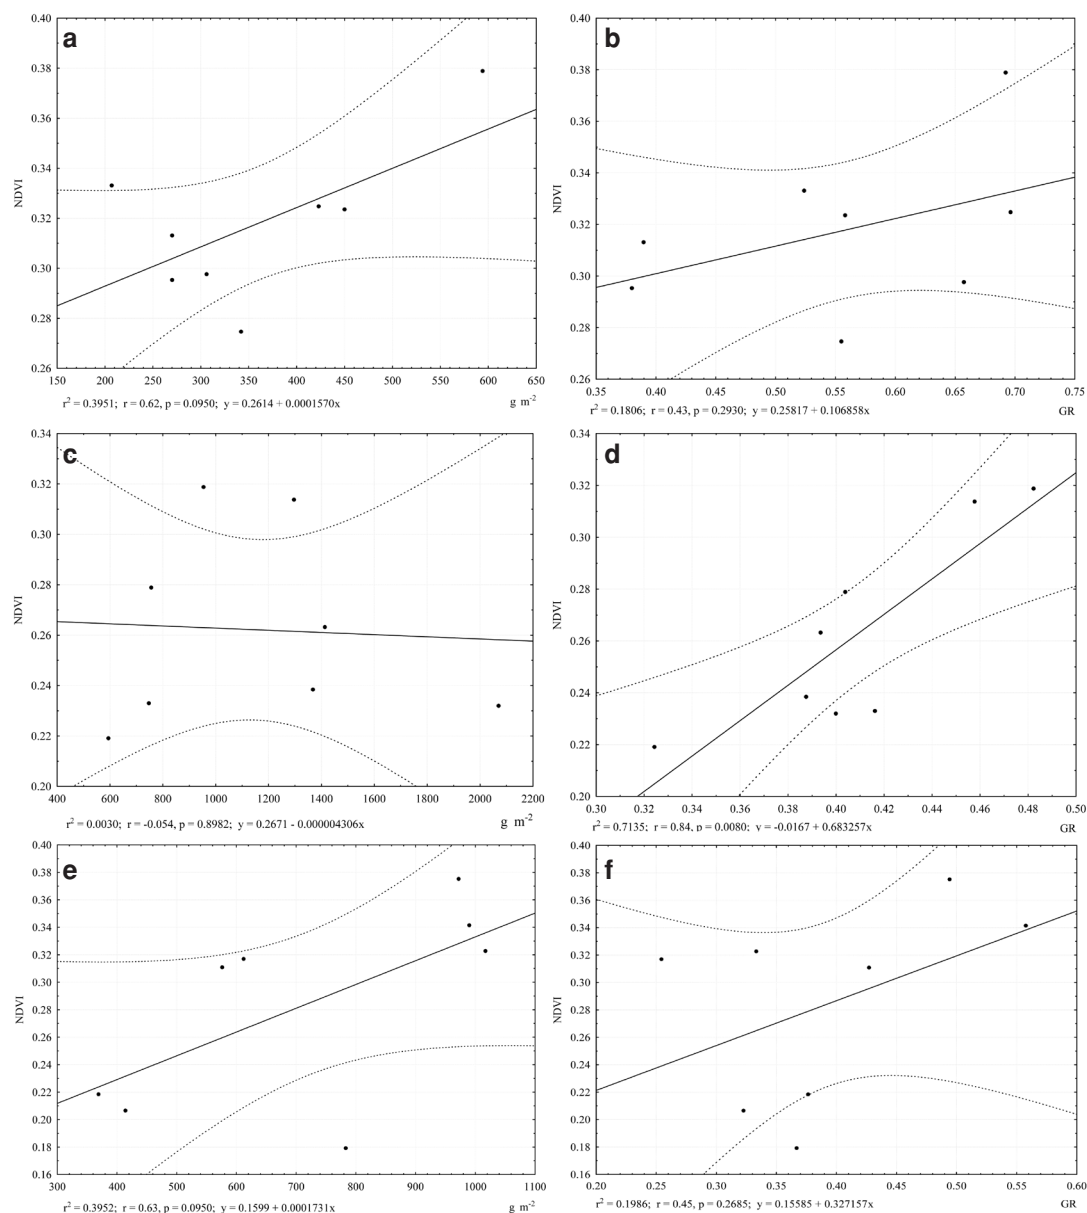 a
0.40
0.38
0.36
0.34
0.32
0.30
0.28
0.26
NDVI
150 200 250 300 350 400 450 500 550 600 650
r² = 0.3951; r = 0.62, p = 0.0950; y = 0.2614 + 0.0001570x
g m⁻²
b
0.40
0.38
0.36
0.34
0.32
0.30
0.28
0.26
NDVI
0.35 0.40 0.45 0.50 0.55 0.60 0.65 0.70 0.75
r² = 0.1806; r = 0.43, p = 0.2930; y = 0.25817 + 0.106858x
GR
c
0.34
0.32
0.30
0.28
0.26
0.24
0.22
0.20
NDVI
400 600 800 1000 1200 1400 1600 1800 2000 2200
r² = 0.0030; r = -0.054, p = 0.8982; y = 0.2671 - 0.000004306x
g m⁻²
d
0.34
0.32
0.30
0.28
0.26
0.24
0.22
0.20
NDVI
0.30 0.32 0.34 0.36 0.38 0.40 0.42 0.44 0.46 0.48 0.50
r² = 0.7135; r = 0.84, p = 0.0080; y = -0.0167 + 0.683257x
GR
e
0.40
0.38
0.36
0.34
0.32
0.30
0.28
0.26
0.24
0.22
0.20
0.18
0.16
NDVI
300 400 500 600 700 800 900 1000 1100
r² = 0.3952; r = 0.63, p = 0.0950; y = 0.1599 + 0.0001731x
g m⁻²
f
0.40
0.38
0.36
0.34
0.32
0.30
0.28
0.26
0.24
0.22
0.20
0.18
0.16
NDVI
0.20 0.25 0.30 0.35 0.40 0.45 0.50 0.55 0.60
r² = 0.1986; r = 0.45, p = 0.2685; y = 0.15585 + 0.327157x
GR